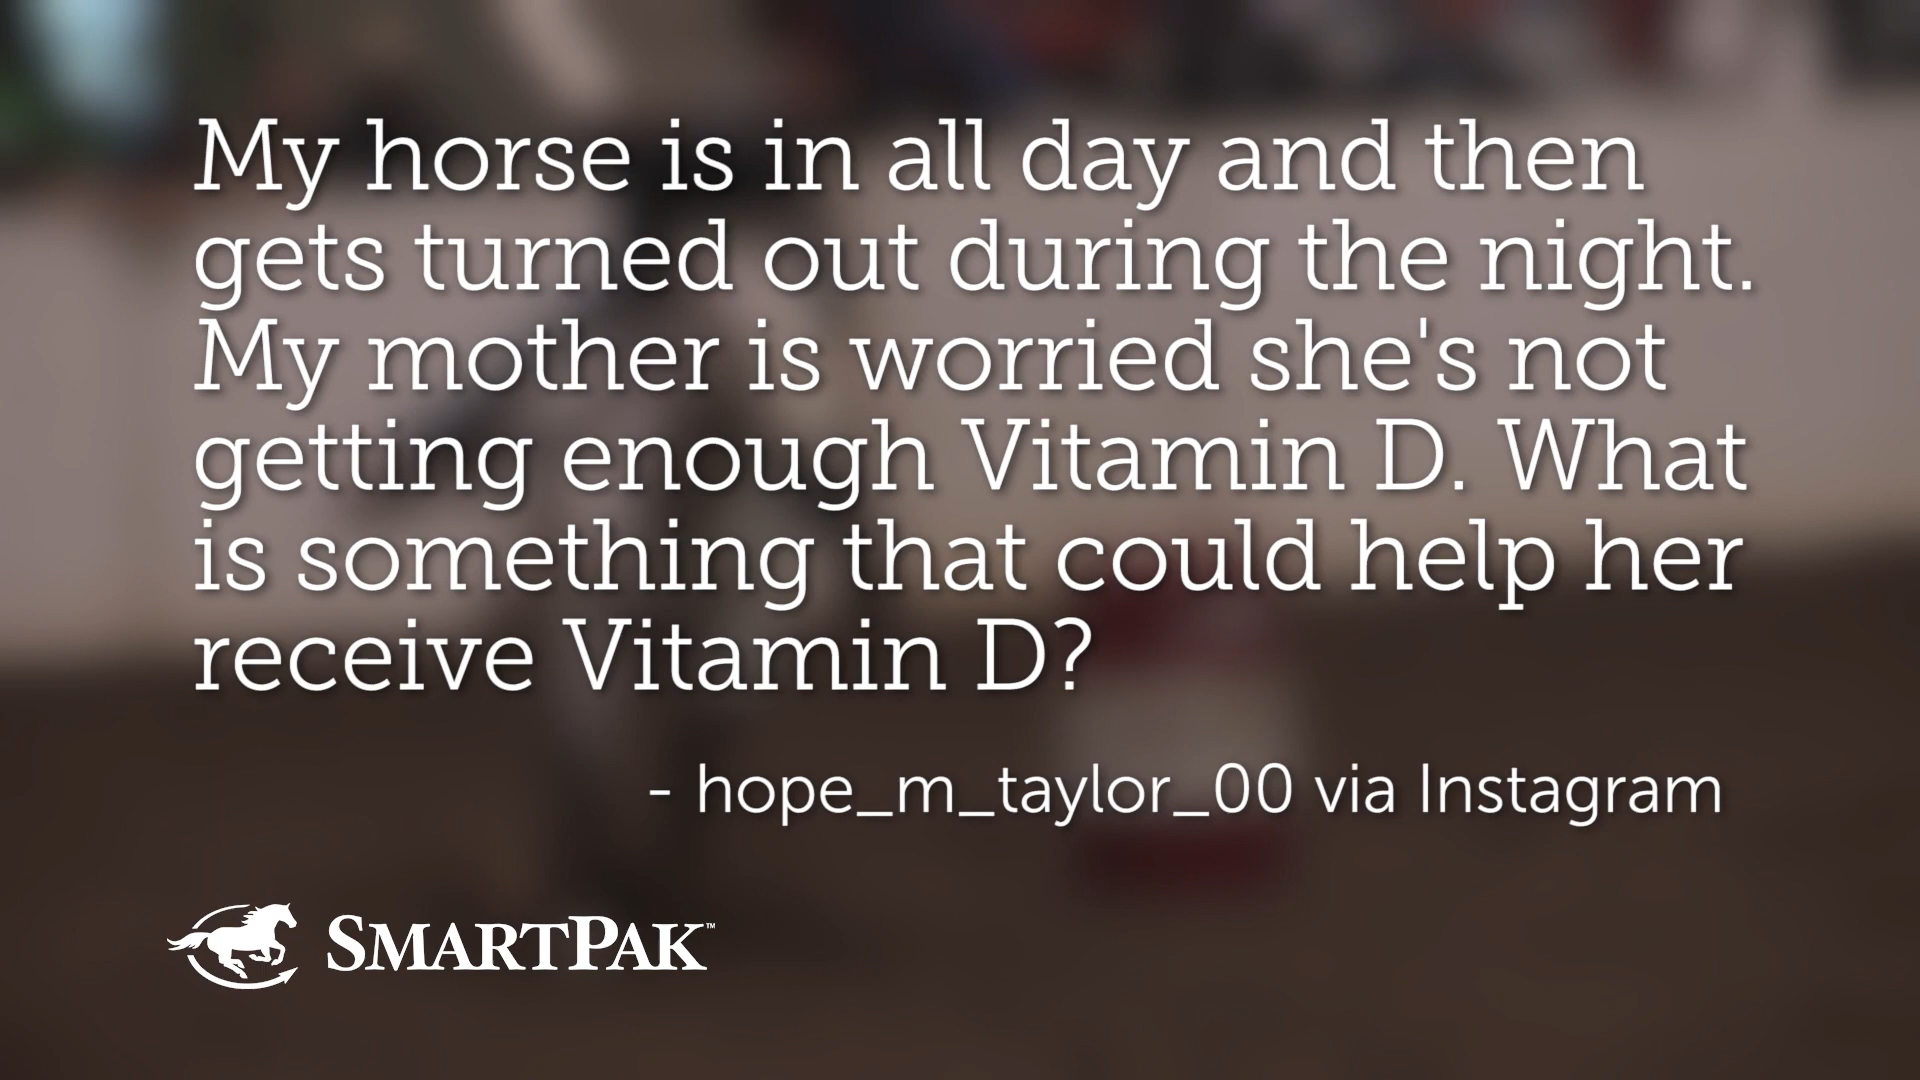 My horse is in all day and then
gets turned out during the night.
My mother is worried she's not
getting enough Vitamin D. What
is something that could help her
receive Vitamin D?
- hope_m_taylor_00 via Instagram
SMARTPAK™